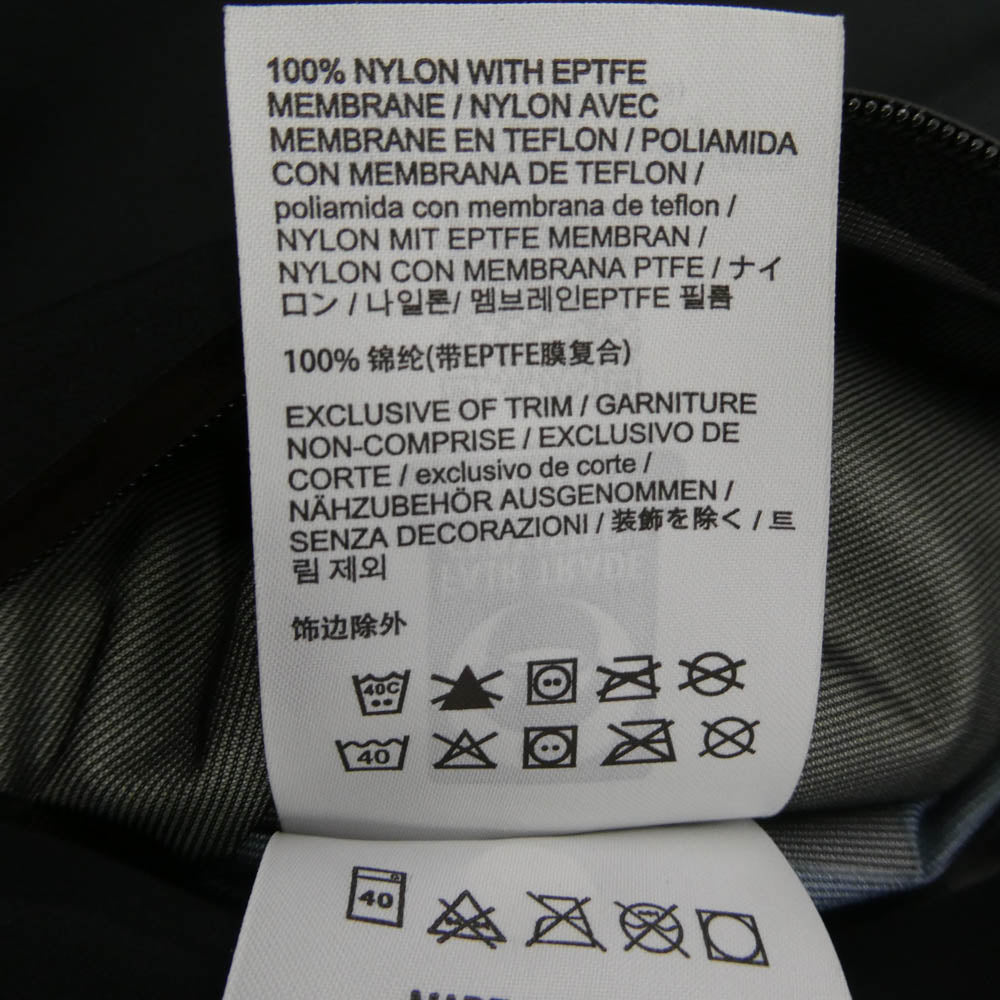 100% NYLON WITH EPTFE
MEMBRANE / NYLON AVEC
MEMBRANE EN TEFLON / POLIAMIDA
CON MEMBRANA DE TEFLON /
poliamida con membrana de teflon /
NYLON MIT EPTFE MEMBRAN /
NYLON CON MEMBRANA PTFE / ナイ
ロン / 나일론/ 멤브레인EPTFE 필름
100% 锦纶(带EPTFE膜复合)
EXCLUSIVE OF TRIM / GARNITURE
NON-COMPRISE / EXCLUSIVO DE
CORTE / exclusivo de corte /
NÄHZUBEHÖR AUSGENOMMEN /
SENZA DECORAZIONI / 装飾を除く / 트
림 제외
饰边除外
40C
40
40